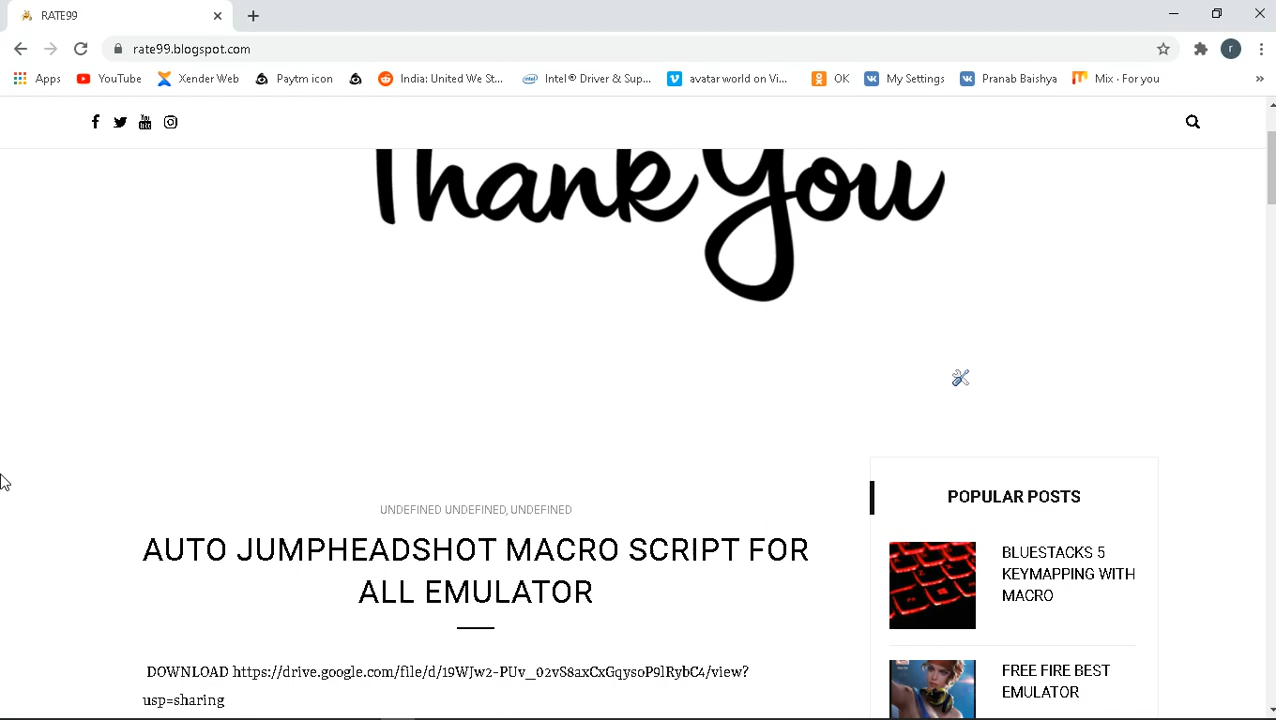 RATE99
rate99.blogspot.com
r
Apps YouTube Xender Web Paytm icon India: United We St... Intel® Driver & Sup... avatar world on Vi... OK My Settings Pranab Baishya Mix · For you »
Thank You
UNDEFINED UNDEFINED, UNDEFINED
AUTO JUMPHEADSHOT MACRO SCRIPT FOR
ALL EMULATOR
DOWNLOAD https://drive.google.com/file/d/19WJw2-PUv_02vS8axCxGqysoP9lRybC4/view?
usp=sharing
POPULAR POSTS
BLUESTACKS 5
KEYMAPPING WITH
MACRO
FREE FIRE BEST
EMULATOR